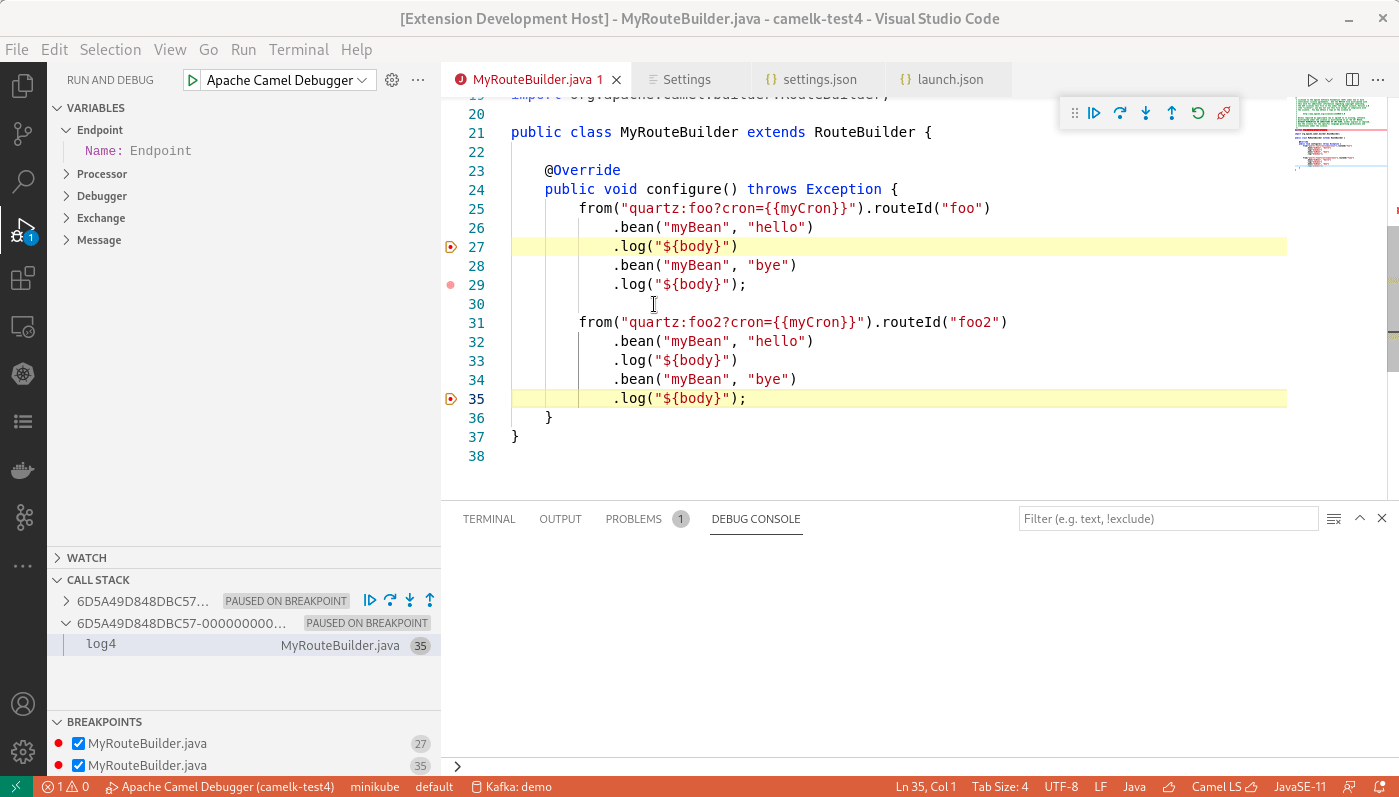 [Extension Development Host] - MyRouteBuilder.java - camelk-test4 - Visual Studio Code
File Edit Selection View Go Run Terminal Help
RUN AND DEBUG Apache Camel Debugger
MyRouteBuilder.java 1 Settings settings.json launch.json
VARIABLES
Endpoint
Name: Endpoint
Processor
Debugger
Exchange
Message
19 import org.apache.camel.builder.RouteBuilder;
20
21 public class MyRouteBuilder extends RouteBuilder {
22
23 @Override
24 public void configure() throws Exception {
25 from("quartz:foo?cron={{myCron}}").routeId("foo")
26 .bean("myBean", "hello")
27 .log("${body}")
28 .bean("myBean", "bye")
29 .log("${body}");
30
31 from("quartz:foo2?cron={{myCron}}").routeId("foo2")
32 .bean("myBean", "hello")
33 .log("${body}")
34 .bean("myBean", "bye")
35 .log("${body}");
36 }
37 }
38
1
WATCH
CALL STACK
6D5A49D848DBC57... PAUSED ON BREAKPOINT
6D5A49D848DBC57-000000000... PAUSED ON BREAKPOINT
log4 MyRouteBuilder.java 35
BREAKPOINTS
MyRouteBuilder.java 27
MyRouteBuilder.java 35
TERMINAL OUTPUT PROBLEMS 1 DEBUG CONSOLE Filter (e.g. text, !exclude)
1 0 Apache Camel Debugger (camelk-test4) minikube default Kafka: demo Ln 35, Col 1 Tab Size: 4 UTF-8 LF Java Camel LS JavaSE-11